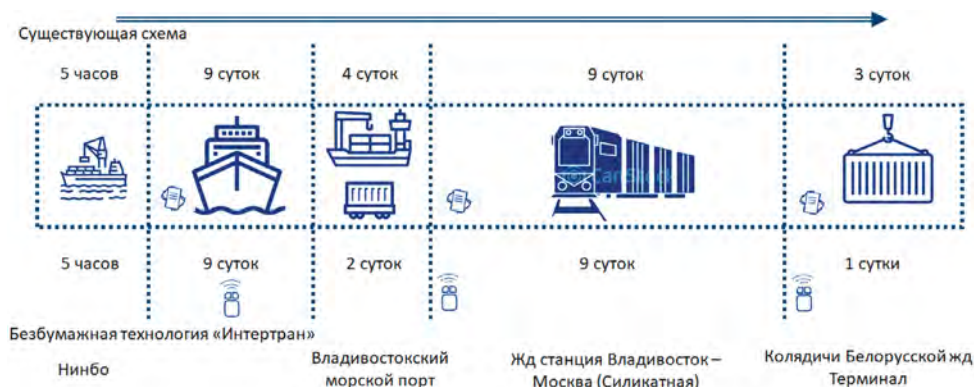 Существующая схема
5 часов
9 суток
4 суток
9 суток
3 суток
CanStock
5 часов
9 суток
2 суток
9 суток
1 сутки
Безбумажная технология «Интертран»
Нинбо
Владивостокский
морской порт
Жд станция Владивосток –
Москва (Силикатная)
Колядичи Белорусской жд
Терминал